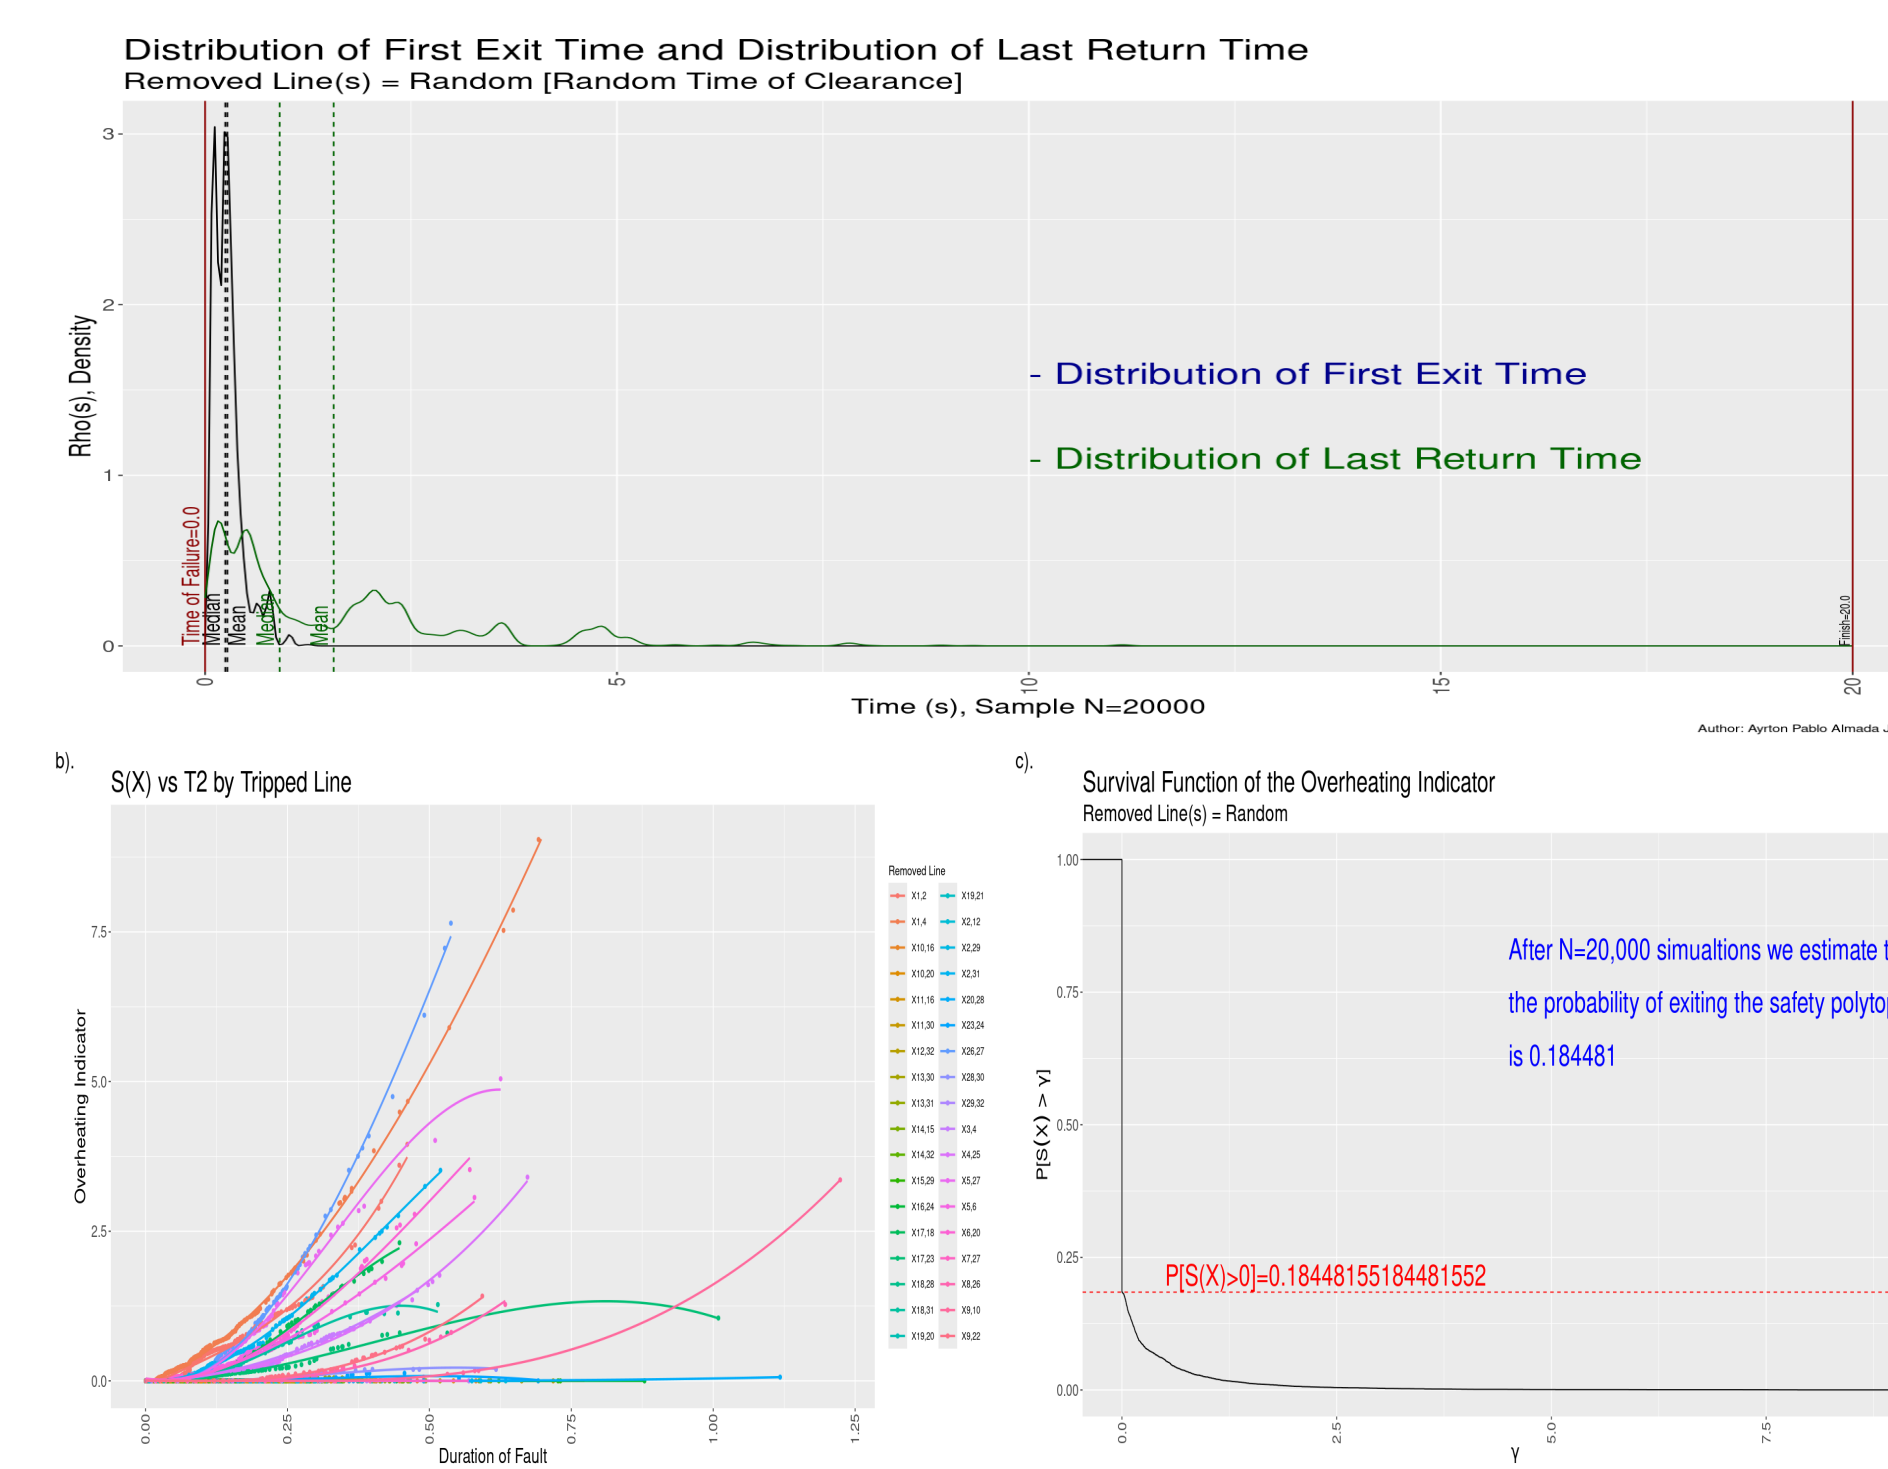 Distribution of First Exit Time and Distribution of Last Return Time
Removed Line(s) = Random [Random Time of Clearance]
Rho(s), Density
3
2
1
0
Time of Failure=0.0
Median
Mean
Median
Mean
- Distribution of First Exit Time
- Distribution of Last Return Time
Finish=20.0
0
5
10
15
20
Time (s), Sample N=20000
Author: Ayrton Pablo Almada J
b).
S(X) vs T2 by Tripped Line
Overheating Indicator
7.5
5.0
2.5
0.0
0.00
0.25
0.50
0.75
1.00
1.25
Duration of Fault
Removed Line
X1,2
X1,4
X10,16
X10,20
X11,16
X11,30
X12,32
X13,30
X13,31
X14,15
X14,32
X15,29
X16,24
X17,18
X17,23
X18,28
X18,31
X19,20
X19,21
X2,12
X2,29
X2,31
X20,28
X23,24
X26,27
X28,30
X29,32
X3,4
X4,25
X5,27
X5,6
X6,20
X7,27
X8,26
X9,10
X9,22
c).
Survival Function of the Overheating Indicator
Removed Line(s) = Random
P[S(X) > γ]
1.00
0.75
0.50
0.25
0.00
After N=20,000 simualtions we estimate t
the probability of exiting the safety polyto
is 0.184481
P[S(X)>0]=0.18448155184481552
0.0
2.5
5.0
7.5
γ